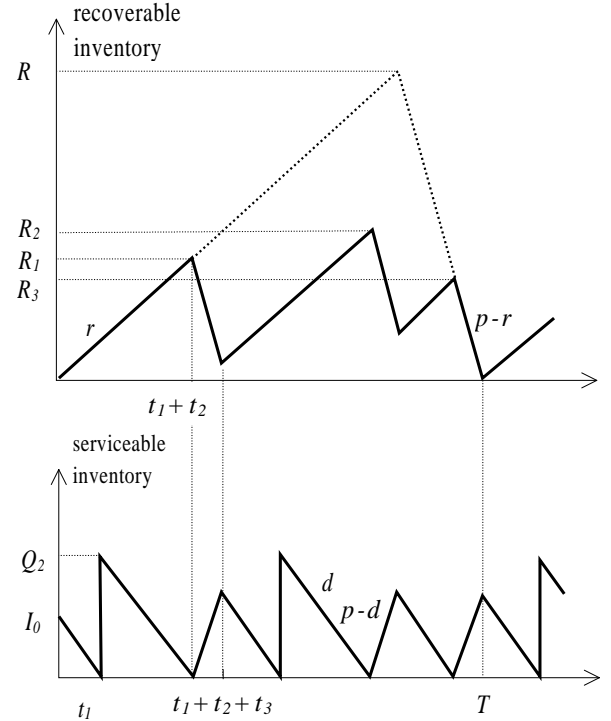 recoverable
inventory
R
R2
R1
R3
r
p-r
t1+t2
serviceable
inventory
Q2
d
p-d
I0
t1
t1+t2+t3
T